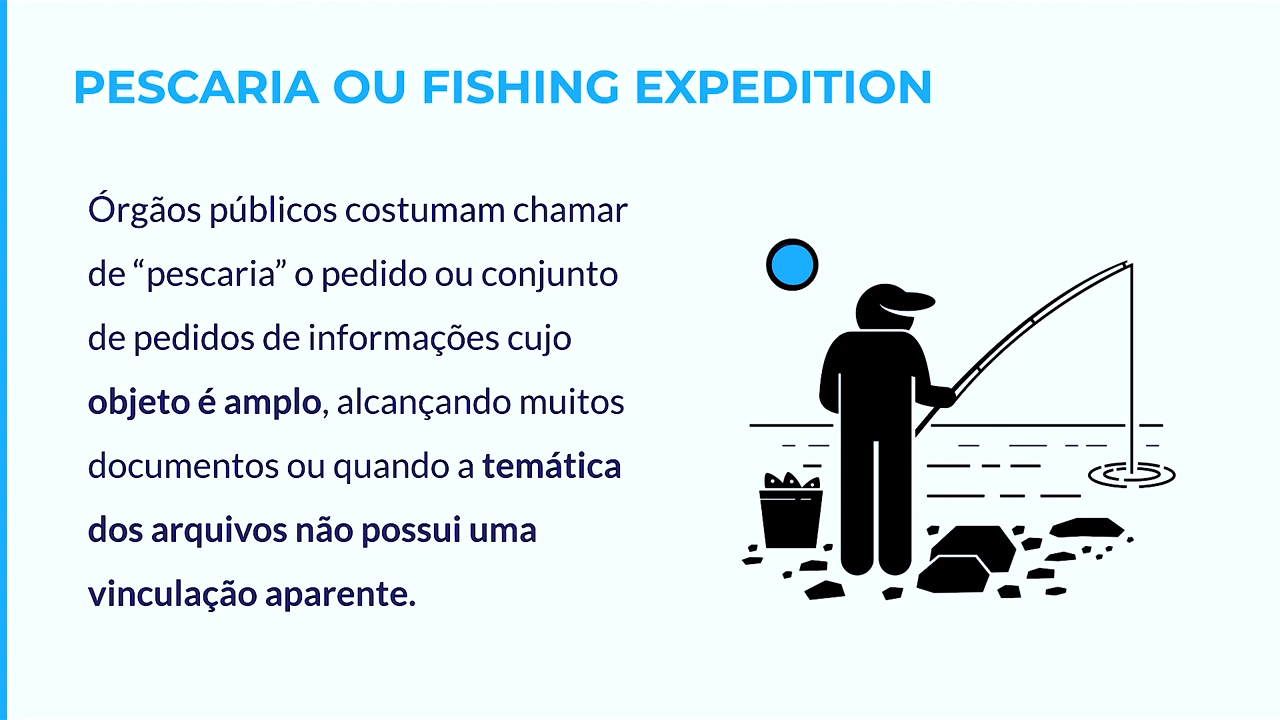 PESCARIA OU FISHING EXPEDITION
Órgãos públicos costumam chamar
de “pescaria” o pedido ou conjunto
de pedidos de informações cujo
objeto é amplo, alcançando muitos
documentos ou quando a temática
dos arquivos não possui uma
vinculação aparente.